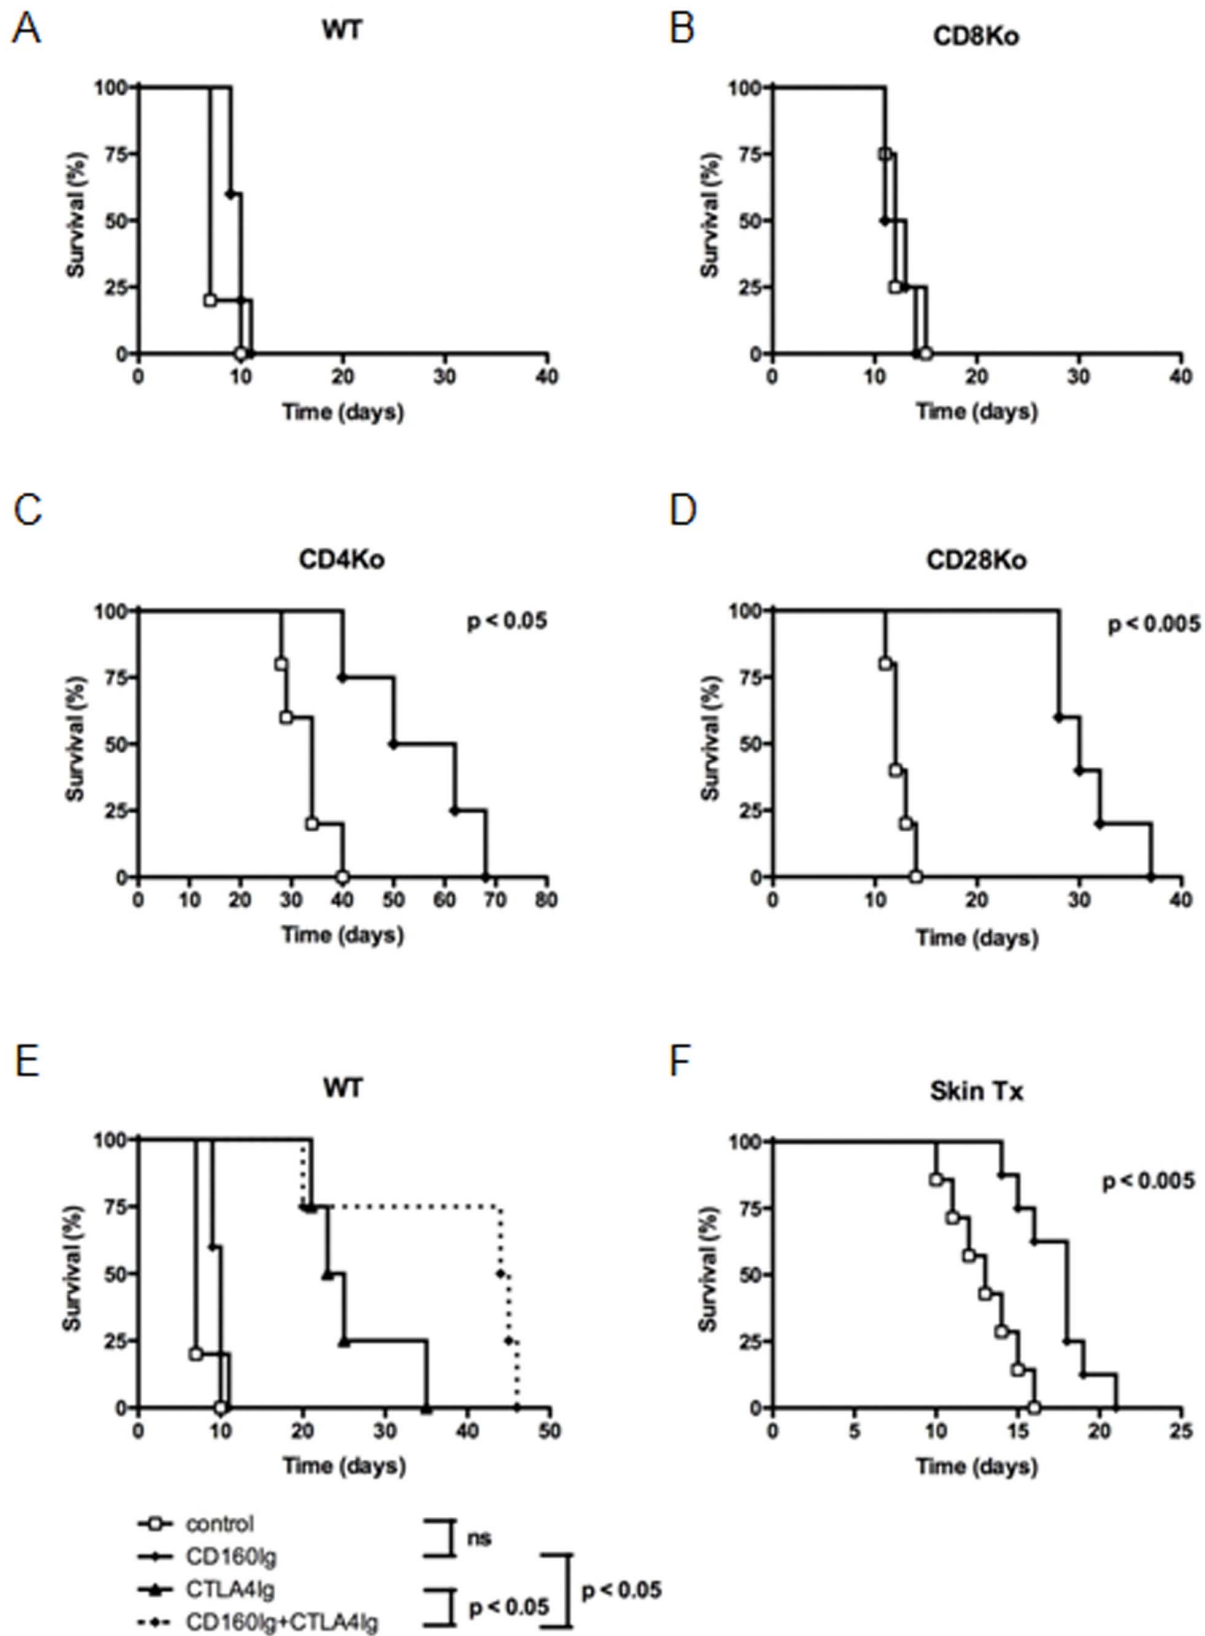 A
WT
Survival (%)
100
75
50
25
0
0 10 20 30 40
Time (days)
B
CD8Ko
Survival (%)
100
75
50
25
0
0 10 20 30 40
Time (days)
C
CD4Ko
p < 0.05
Survival (%)
100
75
50
25
0
0 10 20 30 40 50 60 70 80
Time (days)
D
CD28Ko
p < 0.005
Survival (%)
100
75
50
25
0
0 10 20 30 40
Time (days)
E
WT
Survival (%)
100
75
50
25
0
0 10 20 30 40 50
Time (days)
F
Skin Tx
p < 0.005
Survival (%)
100
75
50
25
0
0 5 10 15 20 25
Time (days)
control
CD160Ig
CTLA4Ig
CD160Ig+CTLA4Ig
ns
p < 0.05
p < 0.05